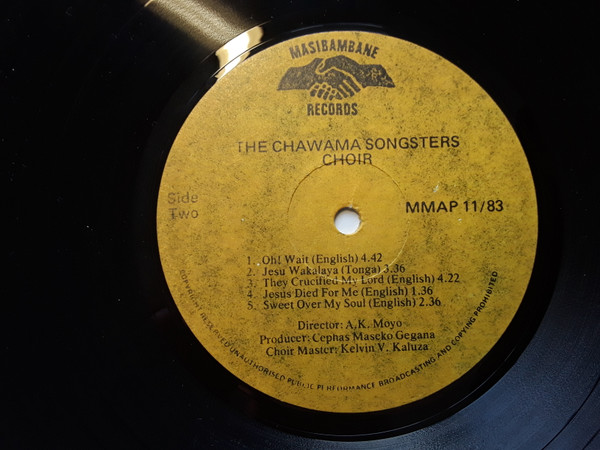 MASIBAMBANE
RECORDS
THE CHAWAMA SONGSTERS
CHOIR
Side
Two
MMAP 11/83
1. Oh! Wait (English) 4.42
2. Jesu Wakalaya (Tonga) 3.36
3. They Crucified My Lord (English) 4.22
4. Jesus Died For Me (English) 1.36
5. Sweet Over My Soul (English) 2.36
Director: A.K. Moyo
Producer: Cephas Maseko Gegana
Choir Master: Kelvin V. Kaluza
COPYRIGHT RESERVED UNAUTHORISED PUBLIC PERFORMANCE BROADCASTING AND COPYING PROHIBITED